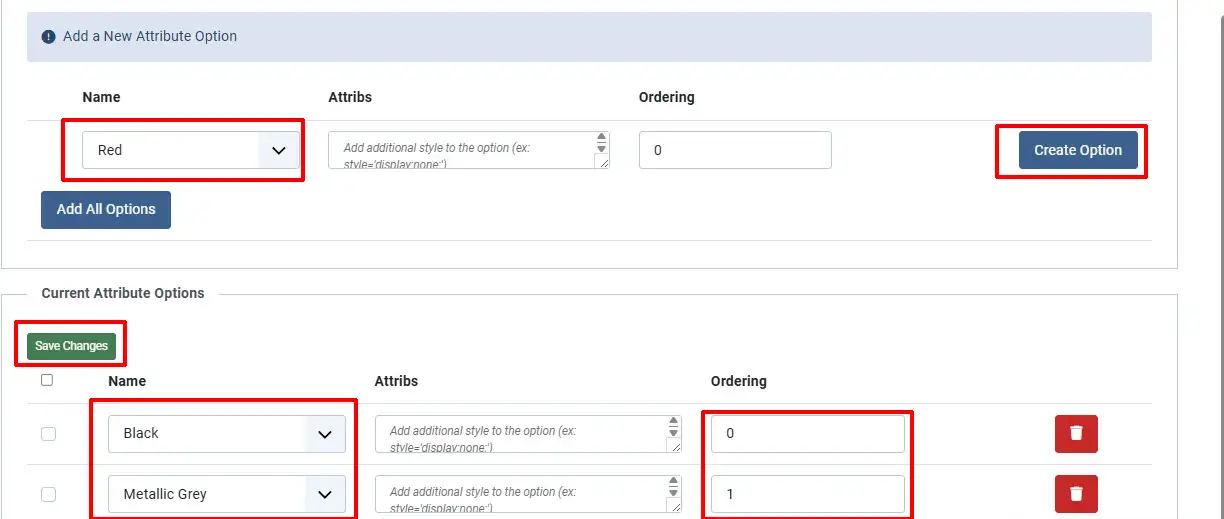 Add a New Attribute Option
Name Attribs Ordering
Red Add additional style to the option (ex: style='display:none;') 0 Create Option
Add All Options
Current Attribute Options
Save Changes
Name Attribs Ordering
Black Add additional style to the option (ex: style='display:none;') 0
Metallic Grey Add additional style to the option (ex: style='display:none;') 1